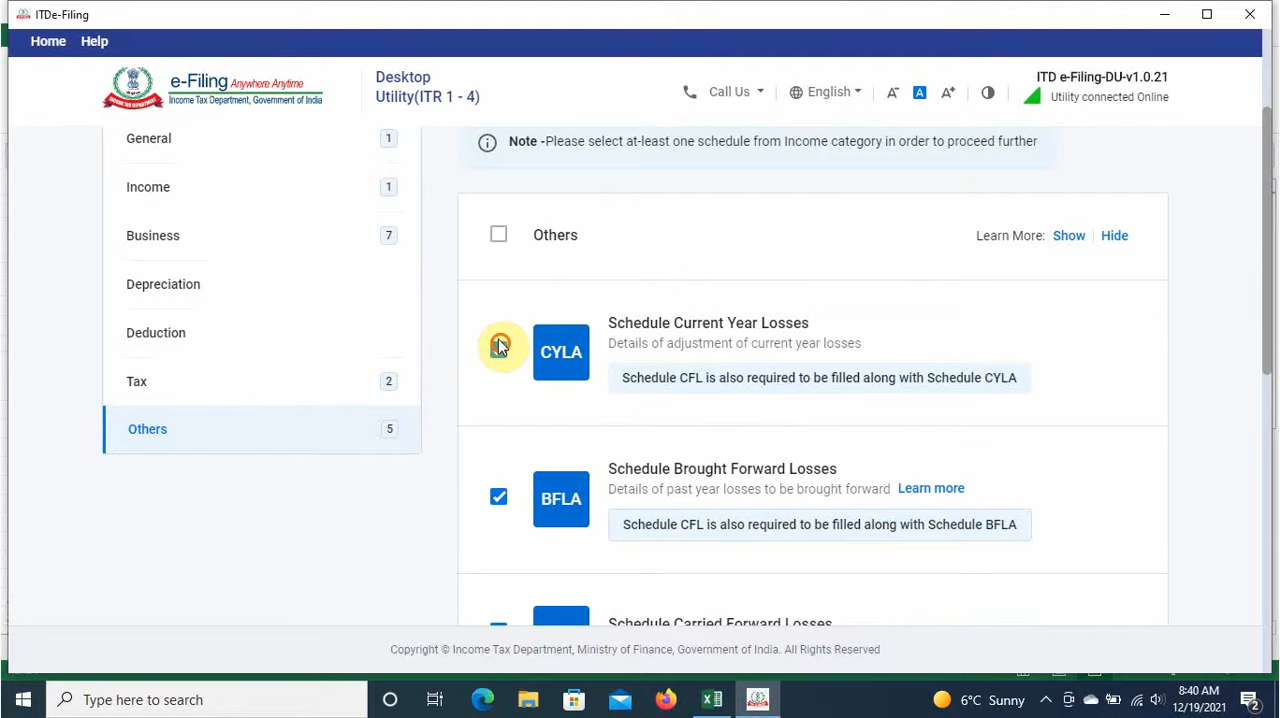 ITDe-Filing
Home Help
e-Filing Anywhere Anytime
Income Tax Department, Government of India
Desktop
Utility(ITR 1 - 4)
Call Us
English
A-
A
A+
ITD e-Filing-DU-v1.0.21
Utility connected Online
General 1
Income 1
Business 7
Depreciation
Deduction
Tax 2
Others 5
Note -Please select at-least one schedule from Income category in order to proceed further
Others
Learn More: Show Hide
CYLA
Schedule Current Year Losses
Details of adjustment of current year losses
Schedule CFL is also required to be filled along with Schedule CYLA
BFLA
Schedule Brought Forward Losses
Details of past year losses to be brought forward Learn more
Schedule CFL is also required to be filled along with Schedule BFLA
Schedule Carried Forward Losses
Copyright © Income Tax Department, Ministry of Finance, Government of India. All Rights Reserved
Type here to search
6°C Sunny
8:40 AM
12/19/2021
2